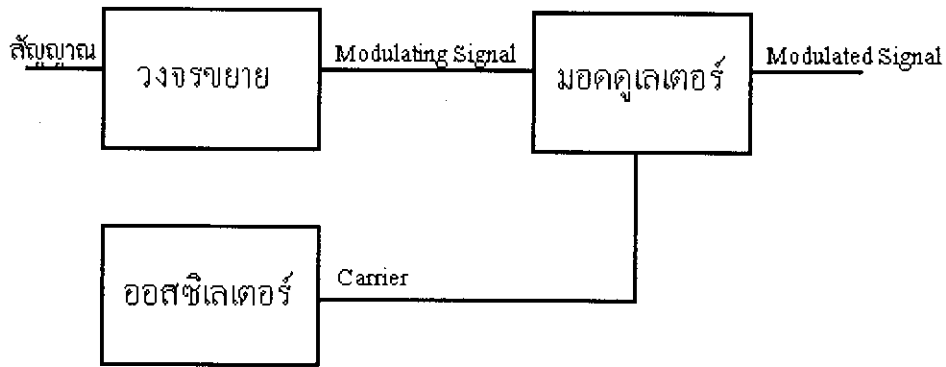 สัญญาณ
วงจรขยาย
Modulating Signal
มอดดูเลเตอร์
Modulated Signal
ออสซิเลเตอร์
Carrier